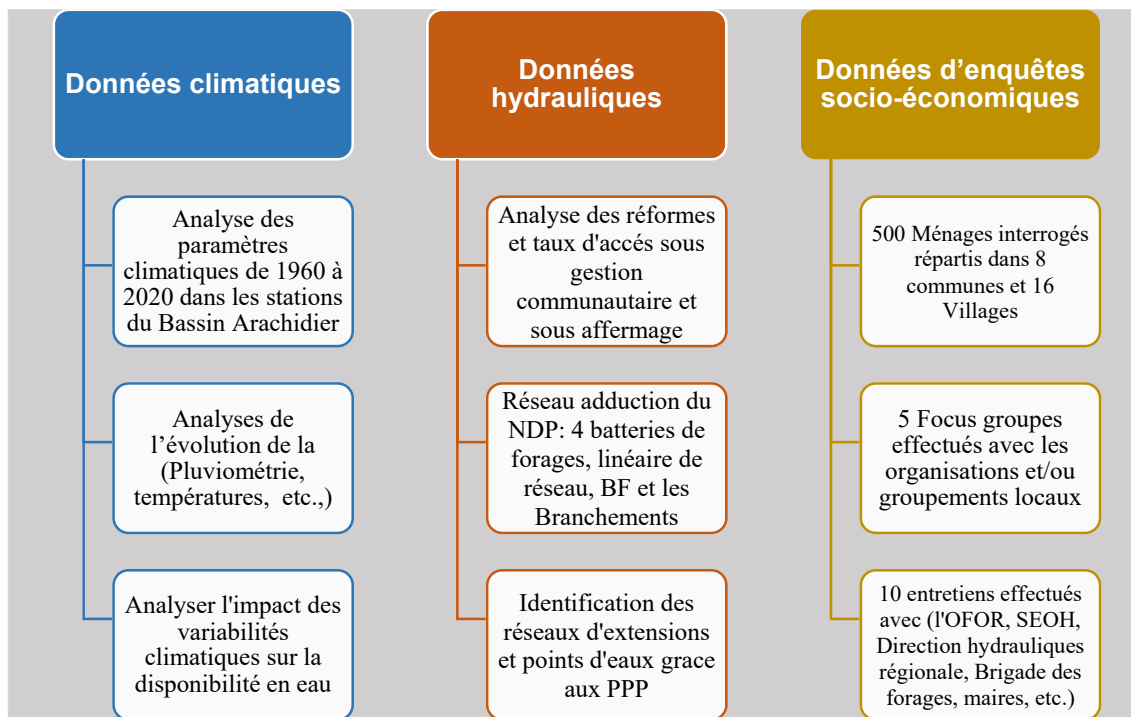 Données climatiques
Analyse des
paramètres
climatiques de 1960 à
2020 dans les stations
du Bassin Arachidier
Analyses de
l’évolution de la
(Pluviométrie,
températures, etc.,)
Analyser l'impact des
variabilités
climatiques sur la
disponibilité en eau
Données
hydrauliques
Analyse des réformes
et taux d'accés sous
gestion
communautaire et
sous affermage
Réseau adduction du
NDP: 4 batteries de
forages, linéaire de
réseau, BF et les
Branchements
Identification des
réseaux d'extensions
et points d'eaux grace
aux PPP
Données d’enquêtes
socio-économiques
500 Ménages interrogés
répartis dans 8
communes et 16
Villages
5 Focus groupes
effectués avec les
organisations et/ou
groupements locaux
10 entretiens effectués
avec (l'OFOR, SEOH,
Direction hydrauliques
régionale, Brigade des
forages, maires, etc.)